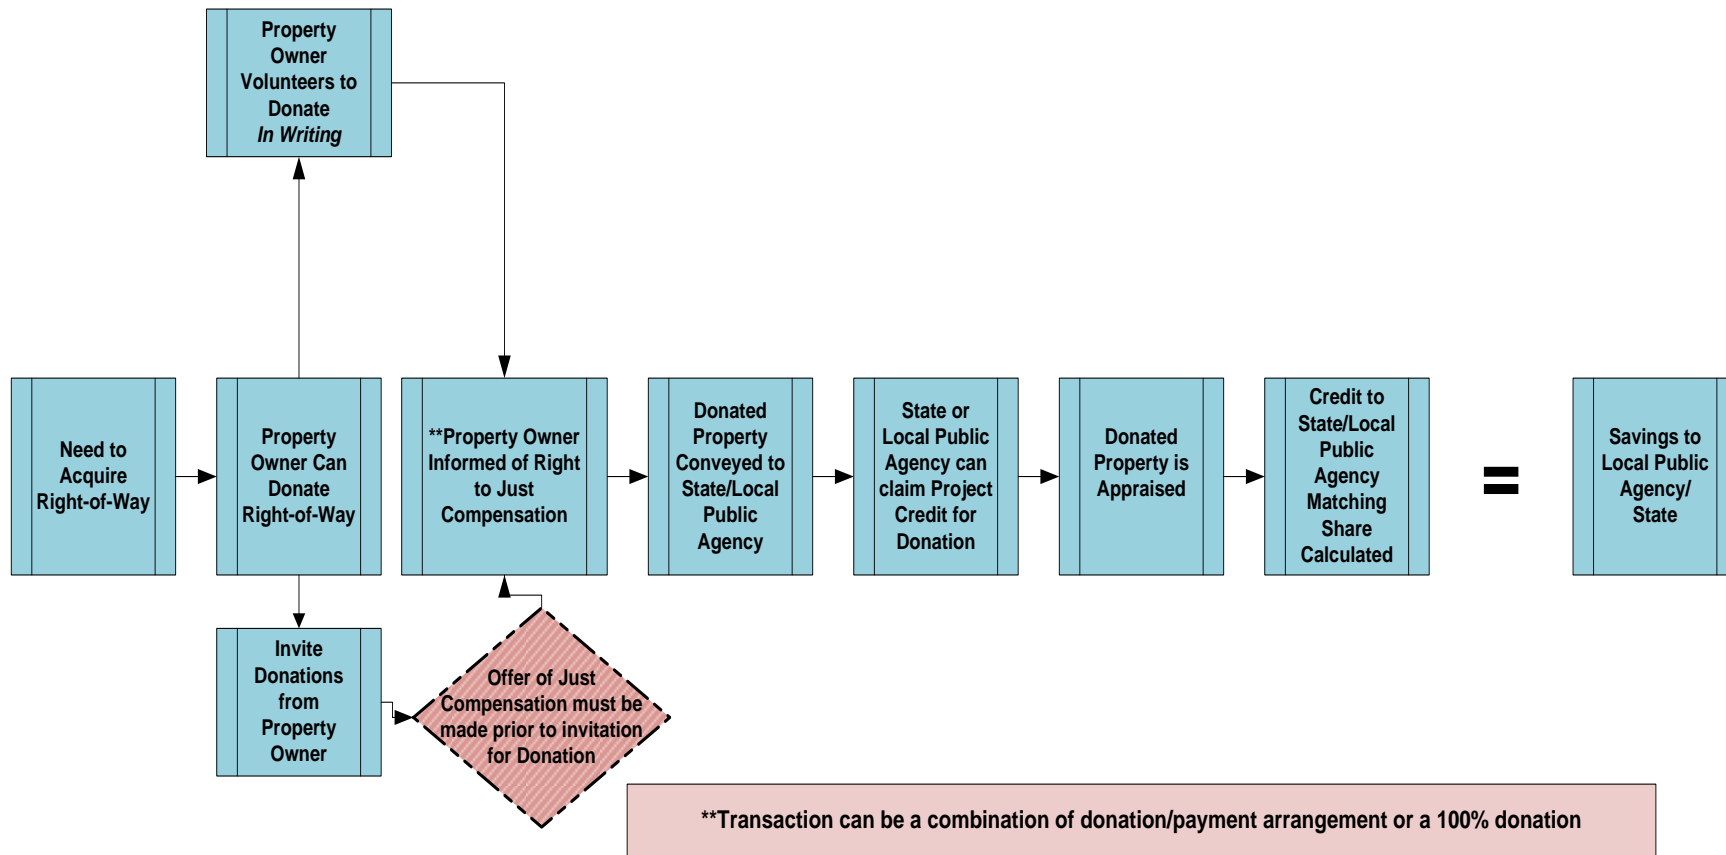 Property
Owner
Volunteers to
Donate
In Writing
Need to
Acquire
Right-of-Way
Property
Owner Can
Donate
Right-of-Way
**Property Owner
Informed of Right
to Just
Compensation
Donated
Property
Conveyed to
State/Local
Public
Agency
State or
Local Public
Agency can
claim Project
Credit for
Donation
Donated
Property is
Appraised
Credit to
State/Local
Public
Agency
Matching
Share
Calculated
=
Savings to
Local Public
Agency/
State
Invite
Donations
from
Property
Owner
Offer of Just
Compensation must be
made prior to invitation
for Donation
**Transaction can be a combination of donation/payment arrangement or a 100% donation